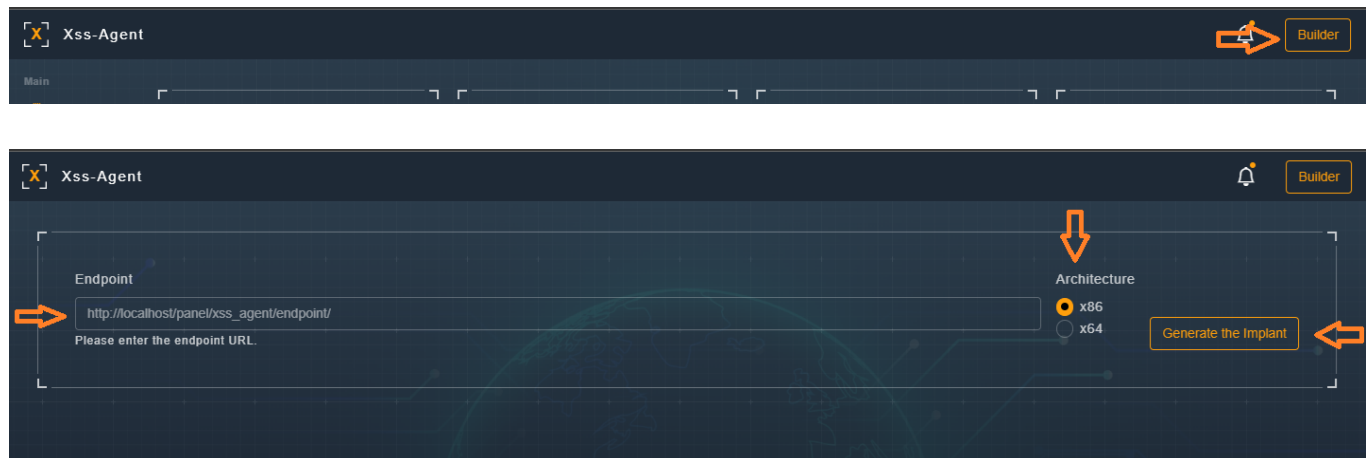 X Xss-Agent Builder
Main
X Xss-Agent Builder
Endpoint Architecture
http://localhost/panel/xss_agent/endpoint/ x86
Please enter the endpoint URL. x64 Generate the Implant